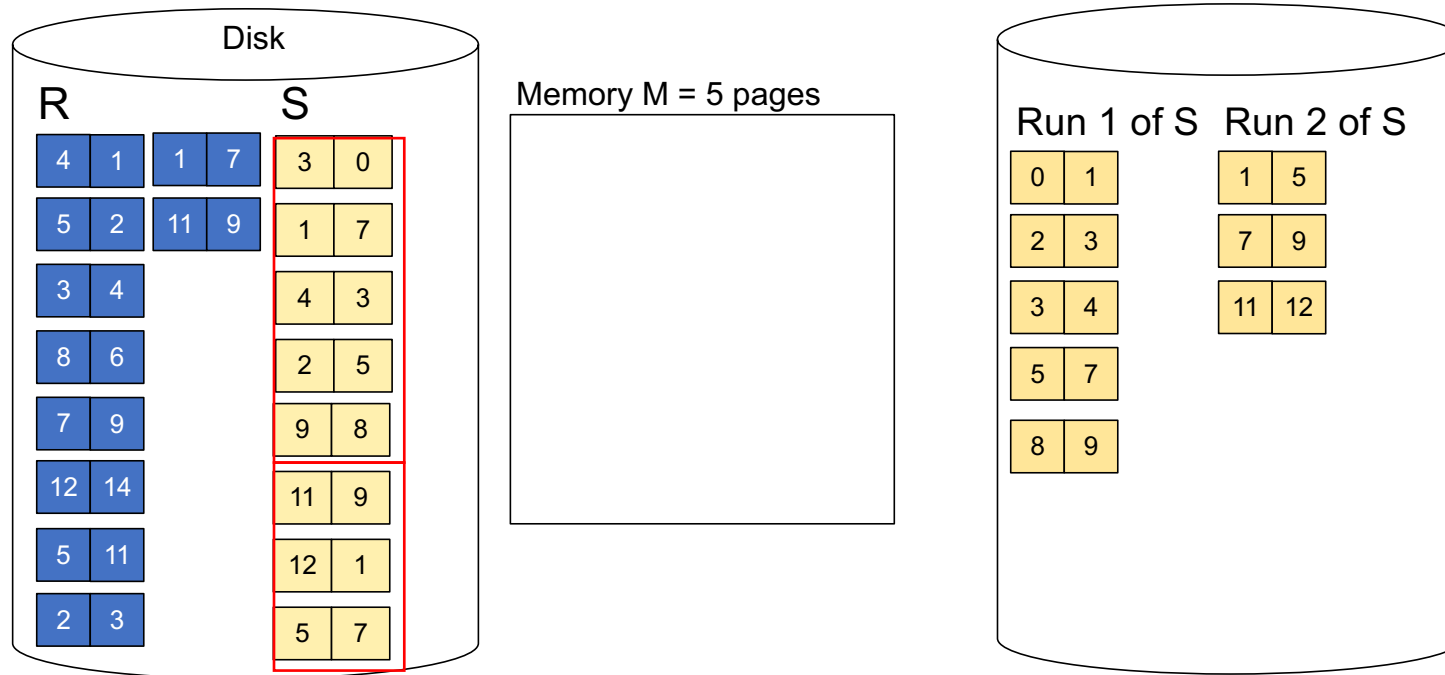 Disk
Memory M = 5 pages
R S
Run 1 of S Run 2 of S
4 1 1 7 3 0
0 1 1 5
5 2 11 9 1 7
2 3 7 9
3 4 4 3
3 4 11 12
8 6 2 5
5 7
7 9 9 8
8 9
12 14 11 9
5 11 12 1
2 3 5 7